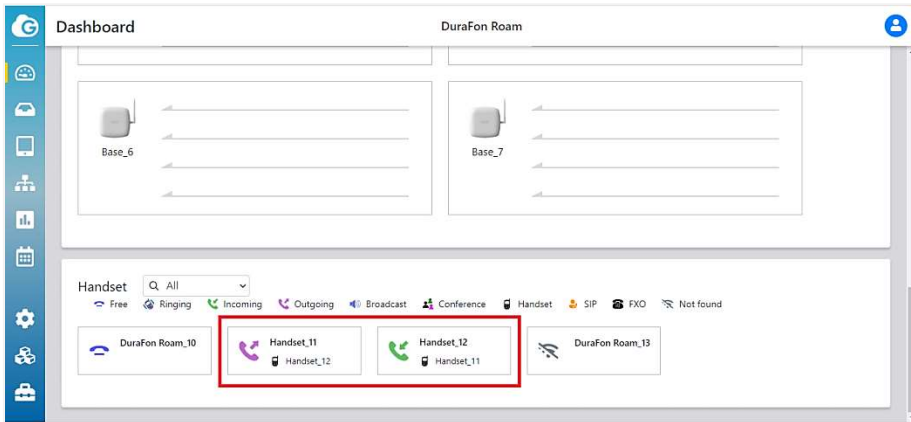 G
Dashboard
DuraFon Roam
Base_6
Base_7
Handset
All
Free Ringing Incoming Outgoing Broadcast Conference Handset SIP FXO Not found
DuraFon Roam_10
Handset_11
Handset_12
Handset_12
Handset_11
DuraFon Roam_13